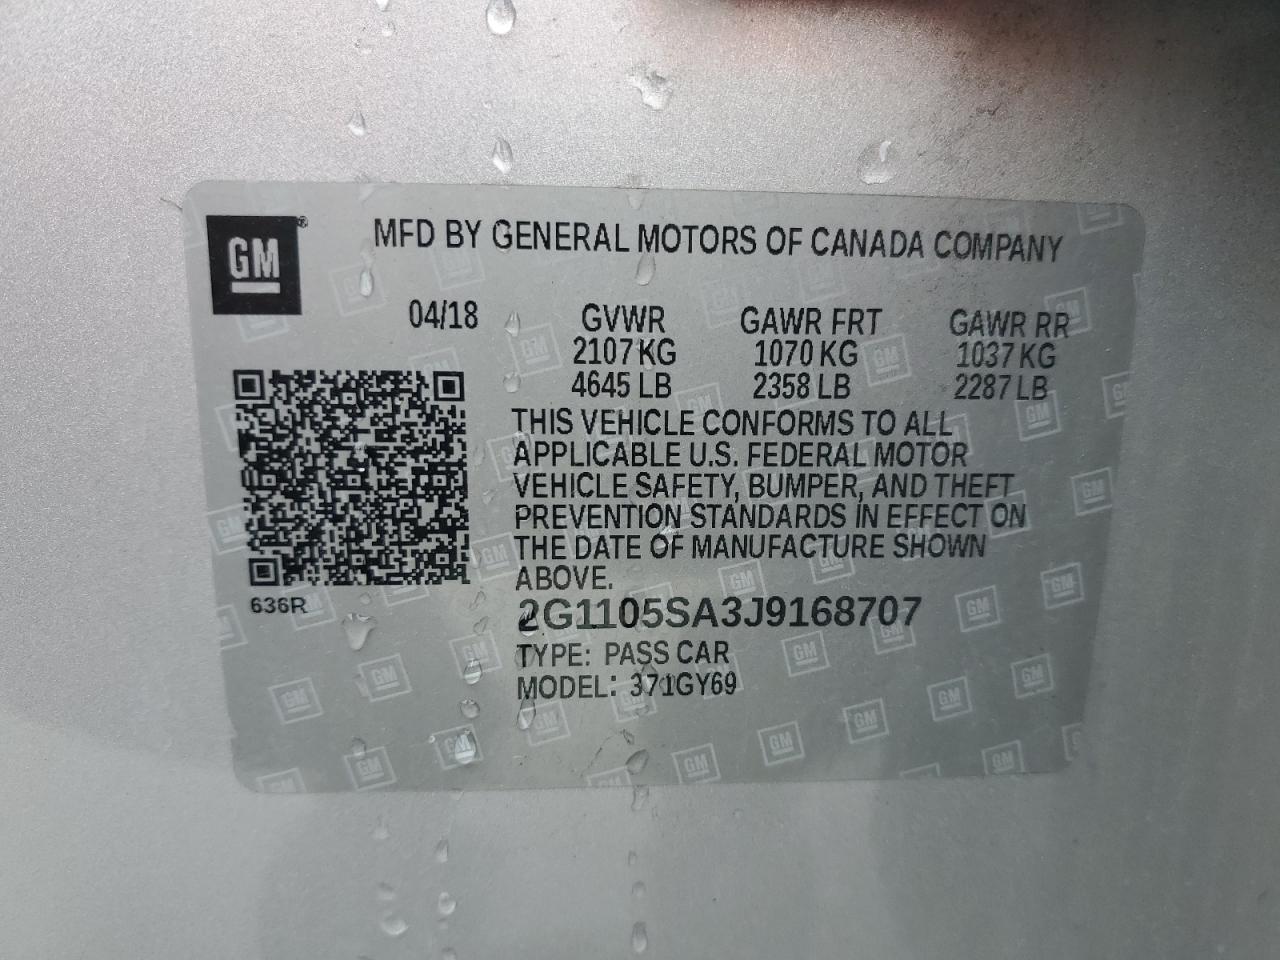 GM®
MFD BY GENERAL MOTORS OF CANADA COMPANY
04/18
GVWR
2107 KG
4645 LB
GAWR FRT
1070 KG
2358 LB
GAWR RR
1037 KG
2287 LB
THIS VEHICLE CONFORMS TO ALL
APPLICABLE U.S. FEDERAL MOTOR
VEHICLE SAFETY, BUMPER, AND THEFT
PREVENTION STANDARDS IN EFFECT ON
THE DATE OF MANUFACTURE SHOWN
ABOVE.
636R
2G1105SA3J9168707
TYPE: PASS CAR
MODEL: 371GY69